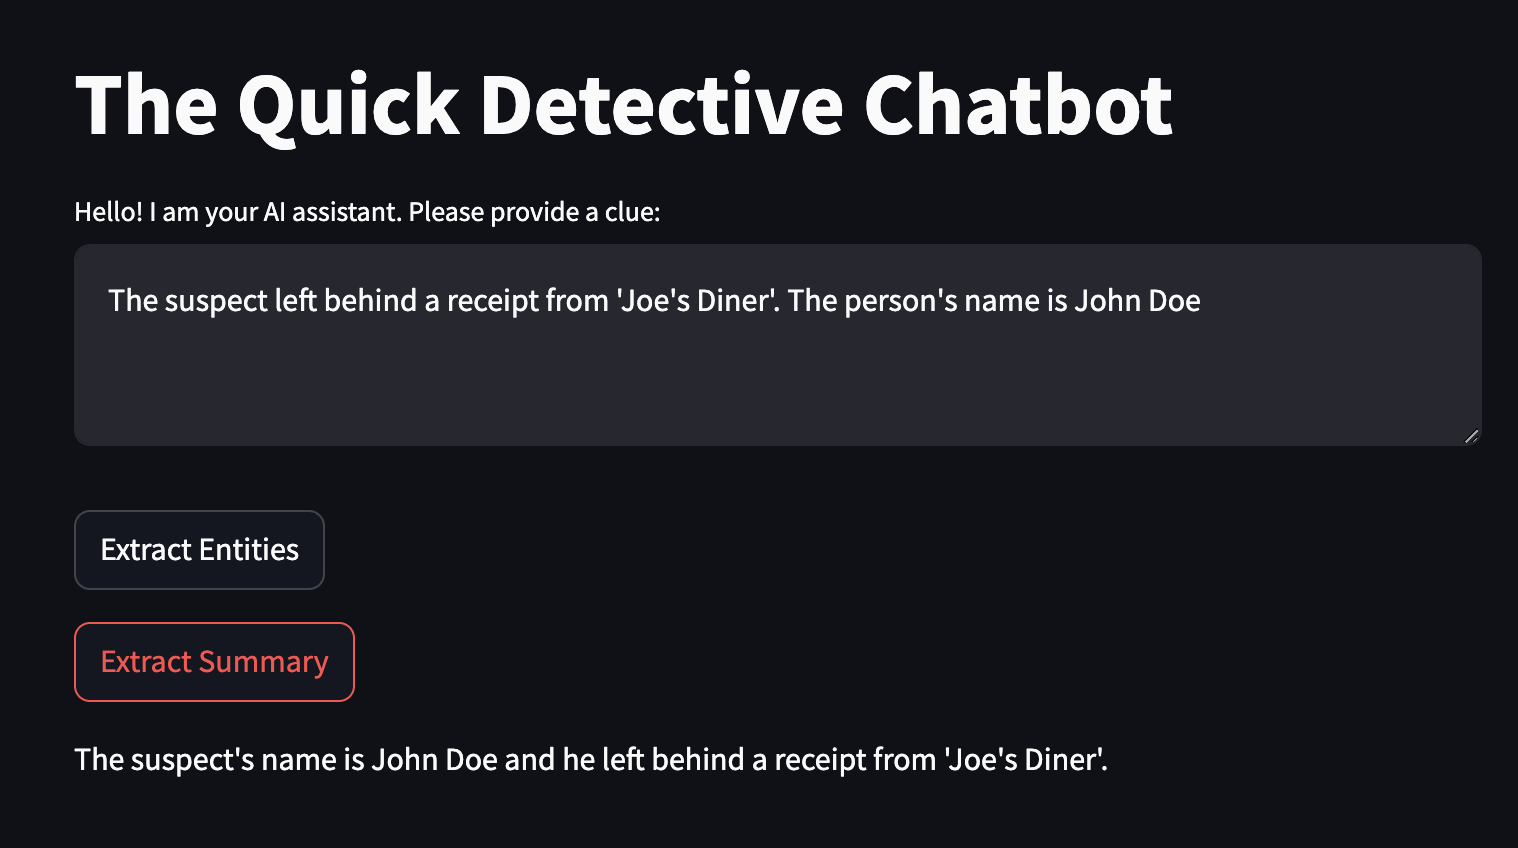 The Quick Detective Chatbot
Hello! I am your AI assistant. Please provide a clue:
The suspect left behind a receipt from 'Joe's Diner'. The person's name is John Doe
Extract Entities
Extract Summary
The suspect's name is John Doe and he left behind a receipt from 'Joe's Diner'.